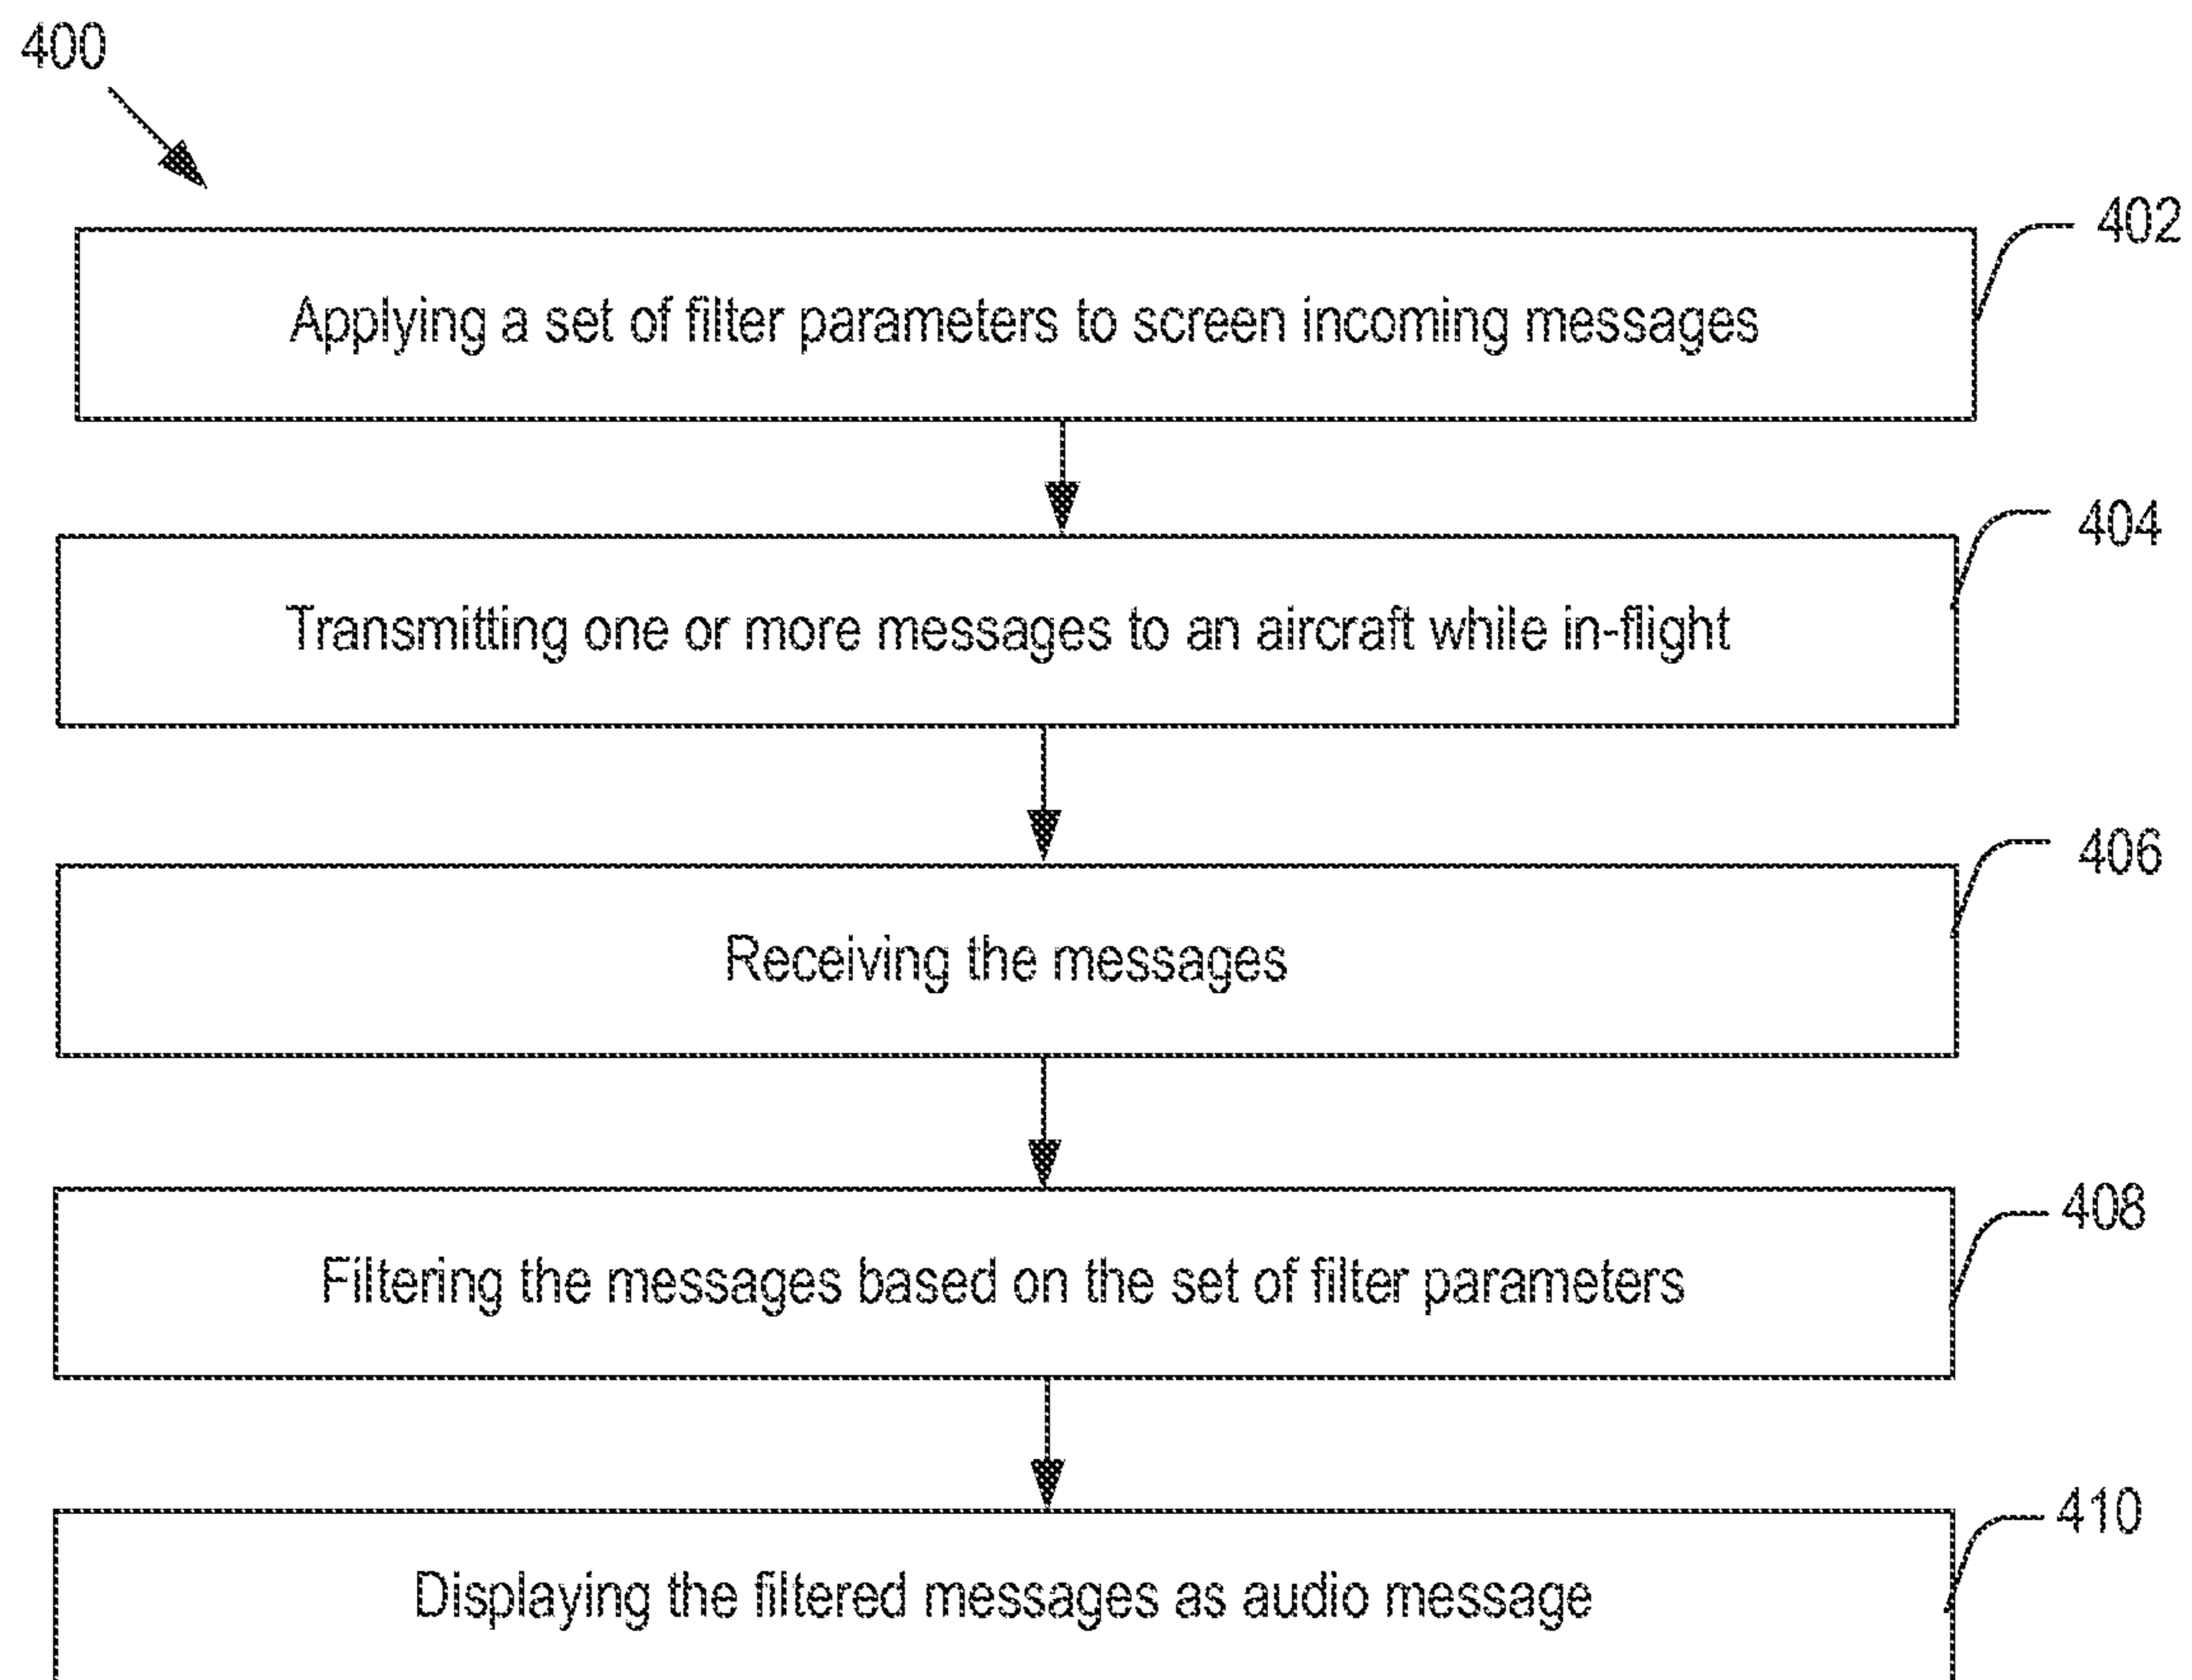 400
402
Applying a set of filter parameters to screen incoming messages
404
Transmitting one or more messages to an aircraft while in-flight
406
Receiving the messages
408
Filtering the messages based on the set of filter parameters
410
Displaying the filtered messages as audio message